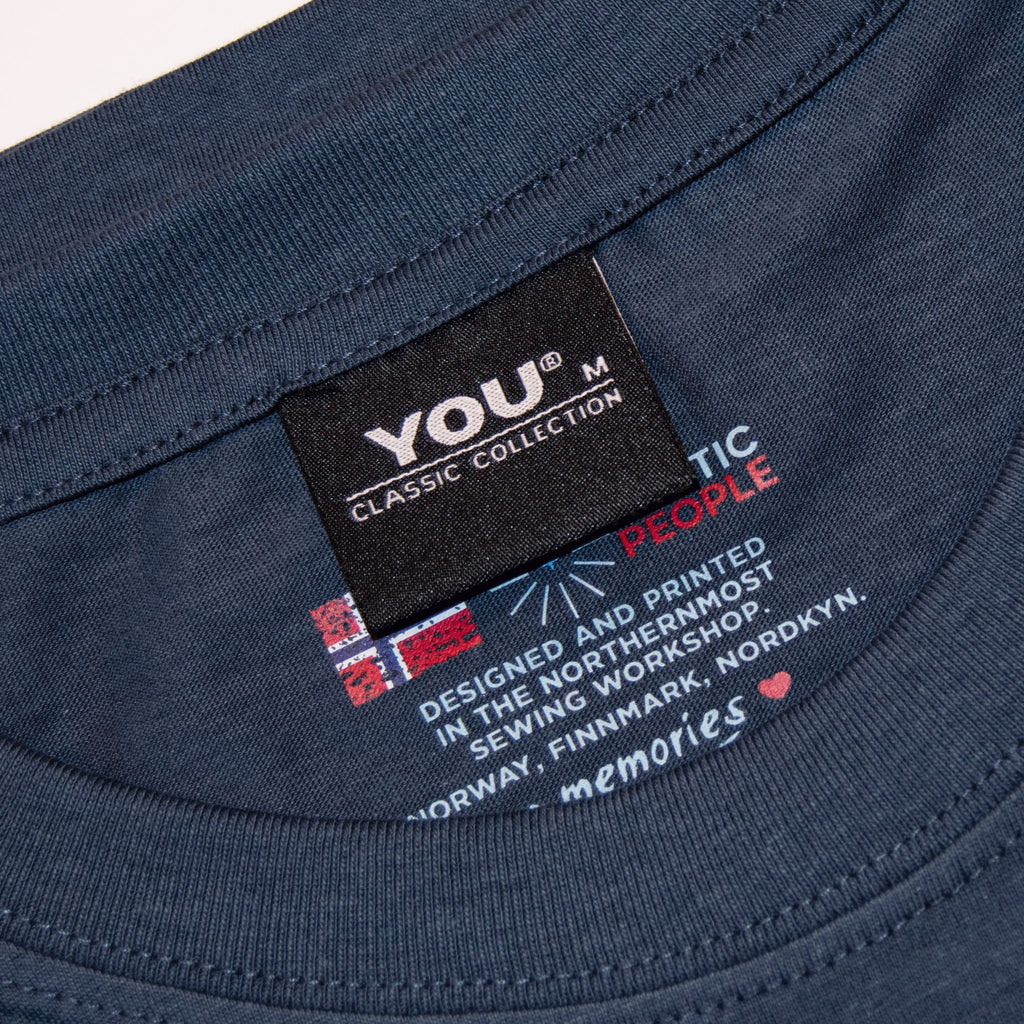 YOU® M
CLASSIC COLLECTION
TIC
PEOPLE
DESIGNED AND PRINTED
IN THE NORTHERNMOST
SEWING WORKSHOP.
NORWAY, FINNMARK, NORDKYN.
memories